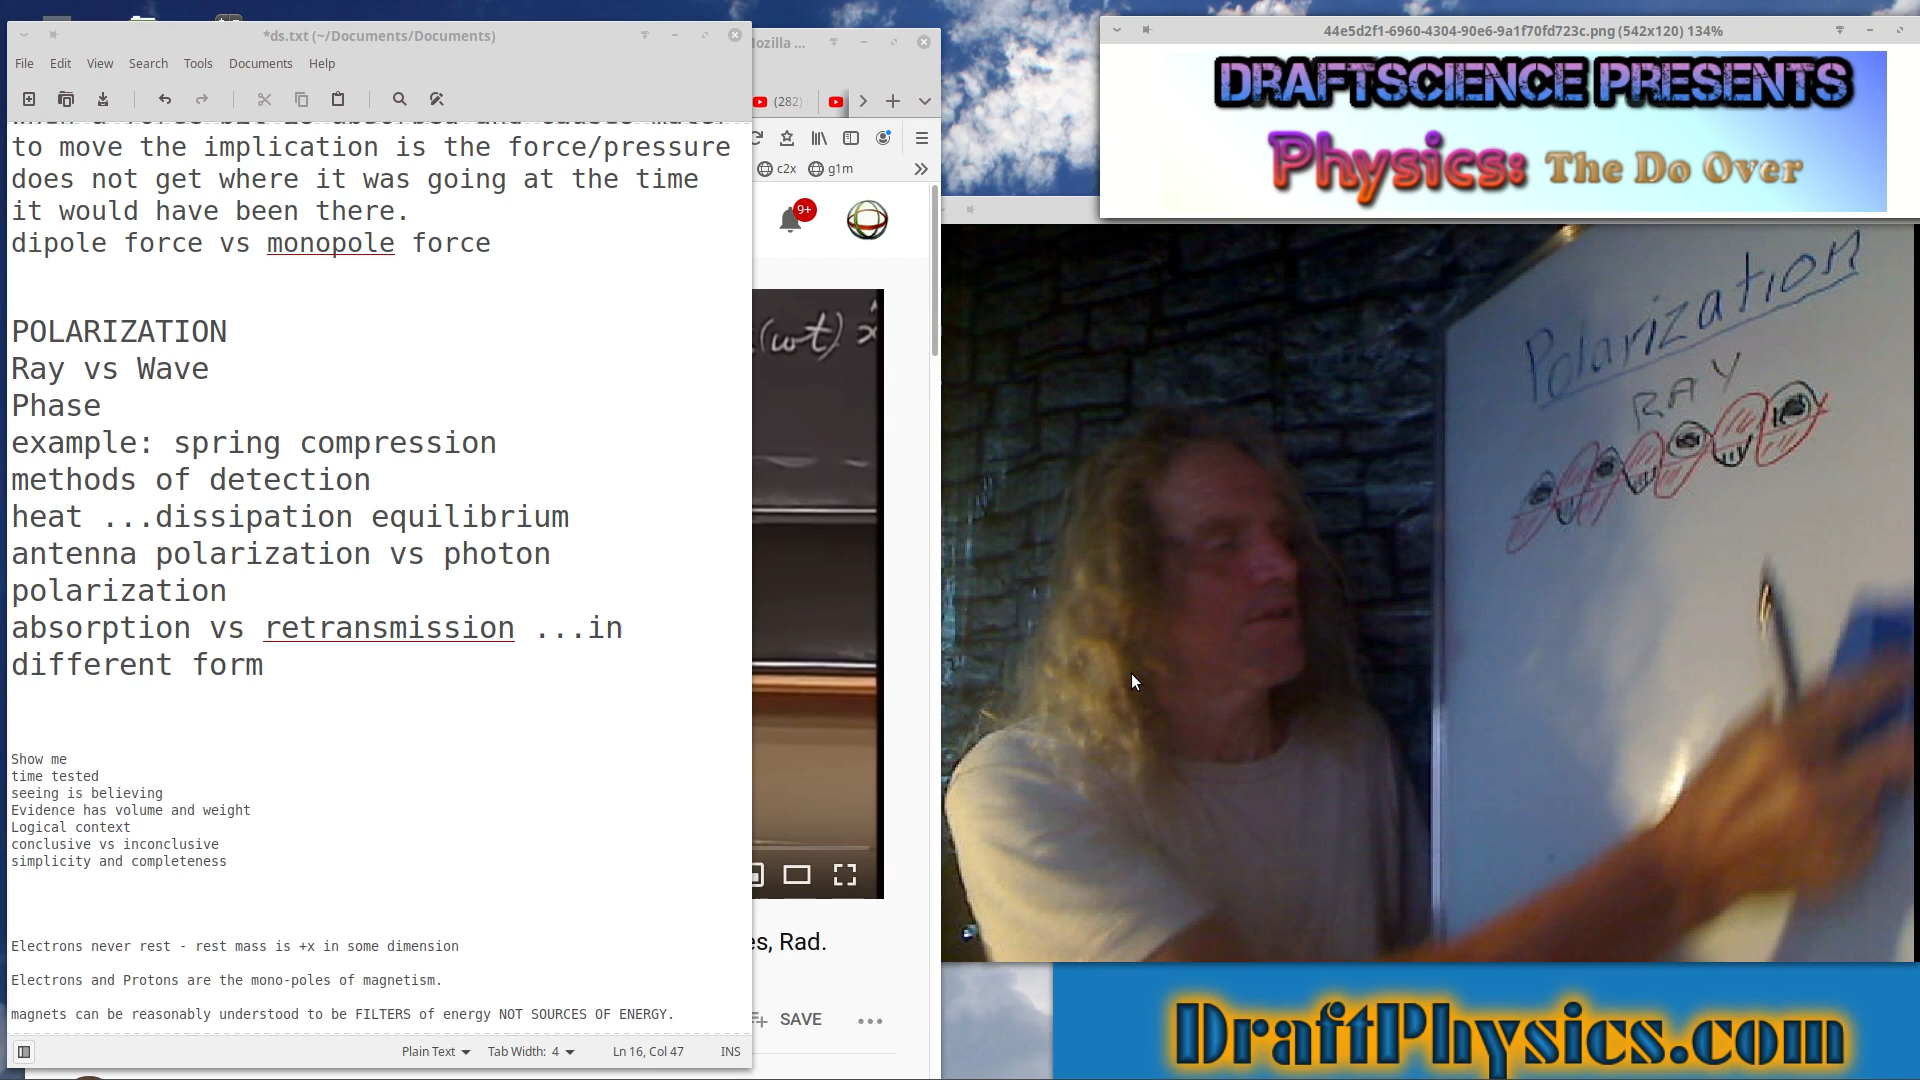 *ds.txt (~/Documents/Documents)
File Edit View Search Tools Documents Help
to move the implication is the force/pressure
does not get where it was going at the time
it would have been there.
dipole force vs monopole force
POLARIZATION
Ray vs Wave
Phase
example: spring compression
methods of detection
heat ...dissipation equilibrium
antenna polarization vs photon
polarization
absorption vs retransmission ...in
different form
Show me
time tested
seeing is believing
Evidence has volume and weight
Logical context
conclusive vs inconclusive
simplicity and completeness
Electrons never rest - rest mass is +x in some dimension
Electrons and Protons are the mono-poles of magnetism.
magnets can be reasonably understood to be FILTERS of energy NOT SOURCES OF ENERGY.
Plain Text Tab Width: 4 Ln 16, Col 47 INS
ozilla ...
(282)
c2x g1m
9+
(ωt) x
es, Rad.
SAVE
44e5d2f1-6960-4304-90e6-9a1f70fd723c.png (542x120) 134%
DRAFTSCIENCE PRESENTS
Physics: The Do Over
Polarization
RAY
DraftPhysics.com